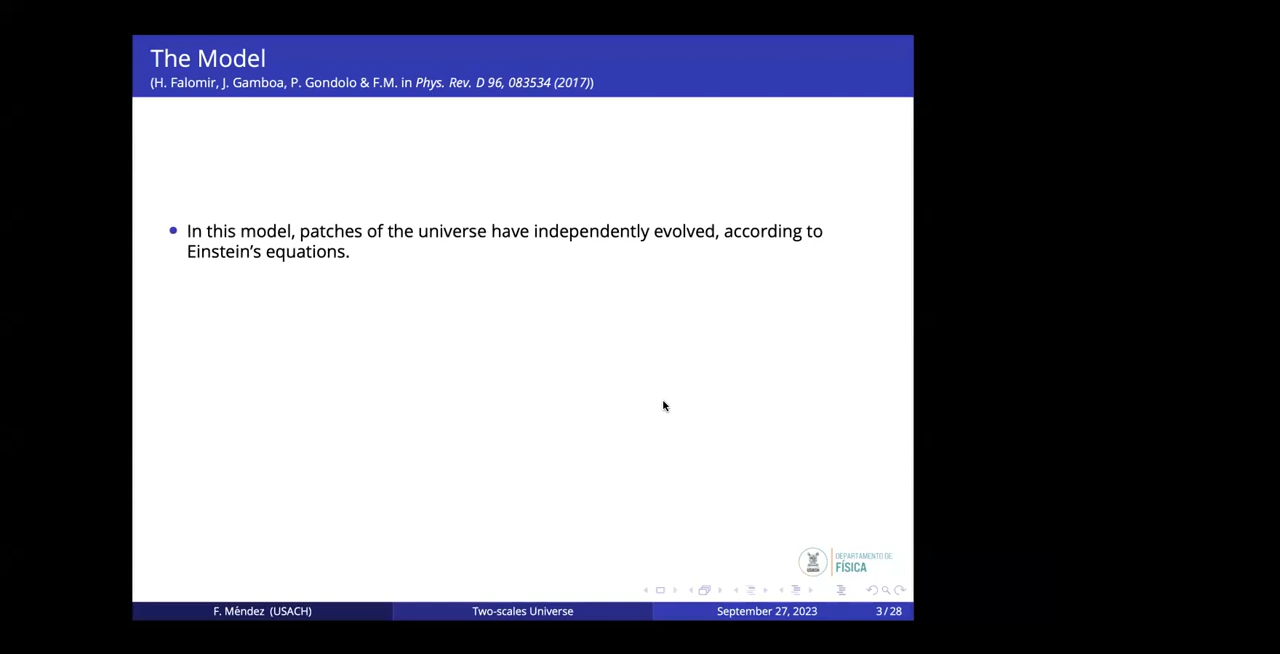 The Model
(H. Falomir, J. Gamboa, P. Gondolo & F.M. in Phys. Rev. D 96, 083534 (2017))
• In this model, patches of the universe have independently evolved, according to
Einstein’s equations.
DEPARTAMENTO DE
FÍSICA
F. Méndez (USACH)
Two-scales Universe
September 27, 2023
3 / 28